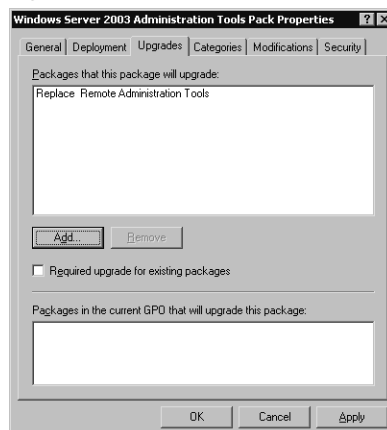 Windows Server 2003 Administration Tools Pack Properties
General Deployment Upgrades Categories Modifications Security
Packages that this package will upgrade:
Replace Remote Administration Tools
Add... Remove
Required upgrade for existing packages
Packages in the current GPO that will upgrade this package:
OK Cancel Apply